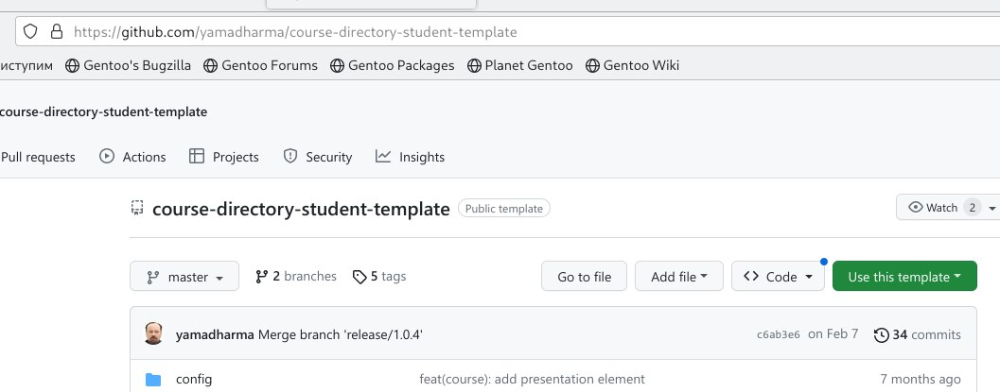 https://github.com/yamadharma/course-directory-student-template
иступим Gentoo's Bugzilla Gentoo Forums Gentoo Packages Planet Gentoo Gentoo Wiki
course-directory-student-template
Pull requests Actions Projects Security Insights
course-directory-student-template Public template Watch 2
master 2 branches 5 tags Go to file Add file Code Use this template
yamadharma Merge branch 'release/1.0.4' c6ab3e6 on Feb 7 34 commits
config feat(course): add presentation element 7 months ago